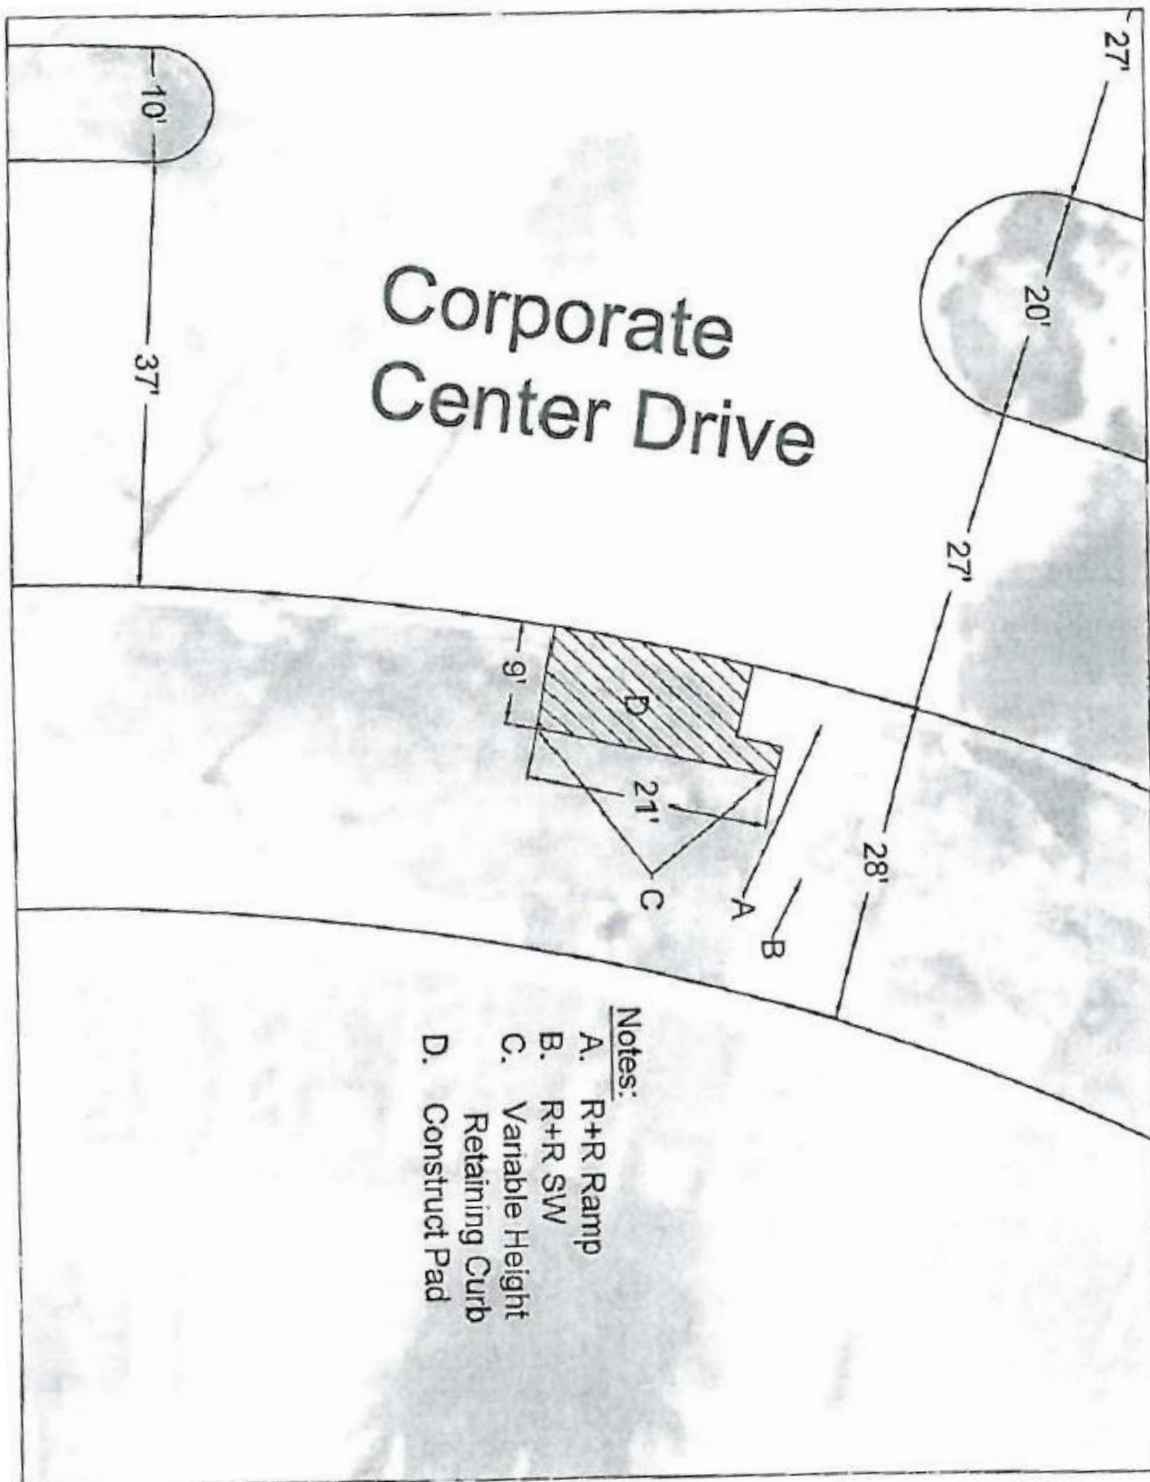 27'
10'
20'
Corporate
Center Drive
37'
27'
9'
D
21'
28'
C
A
B
Notes:
A. R+R Ramp
B. R+R SW
C. Variable Height
Retaining Curb
D. Construct Pad